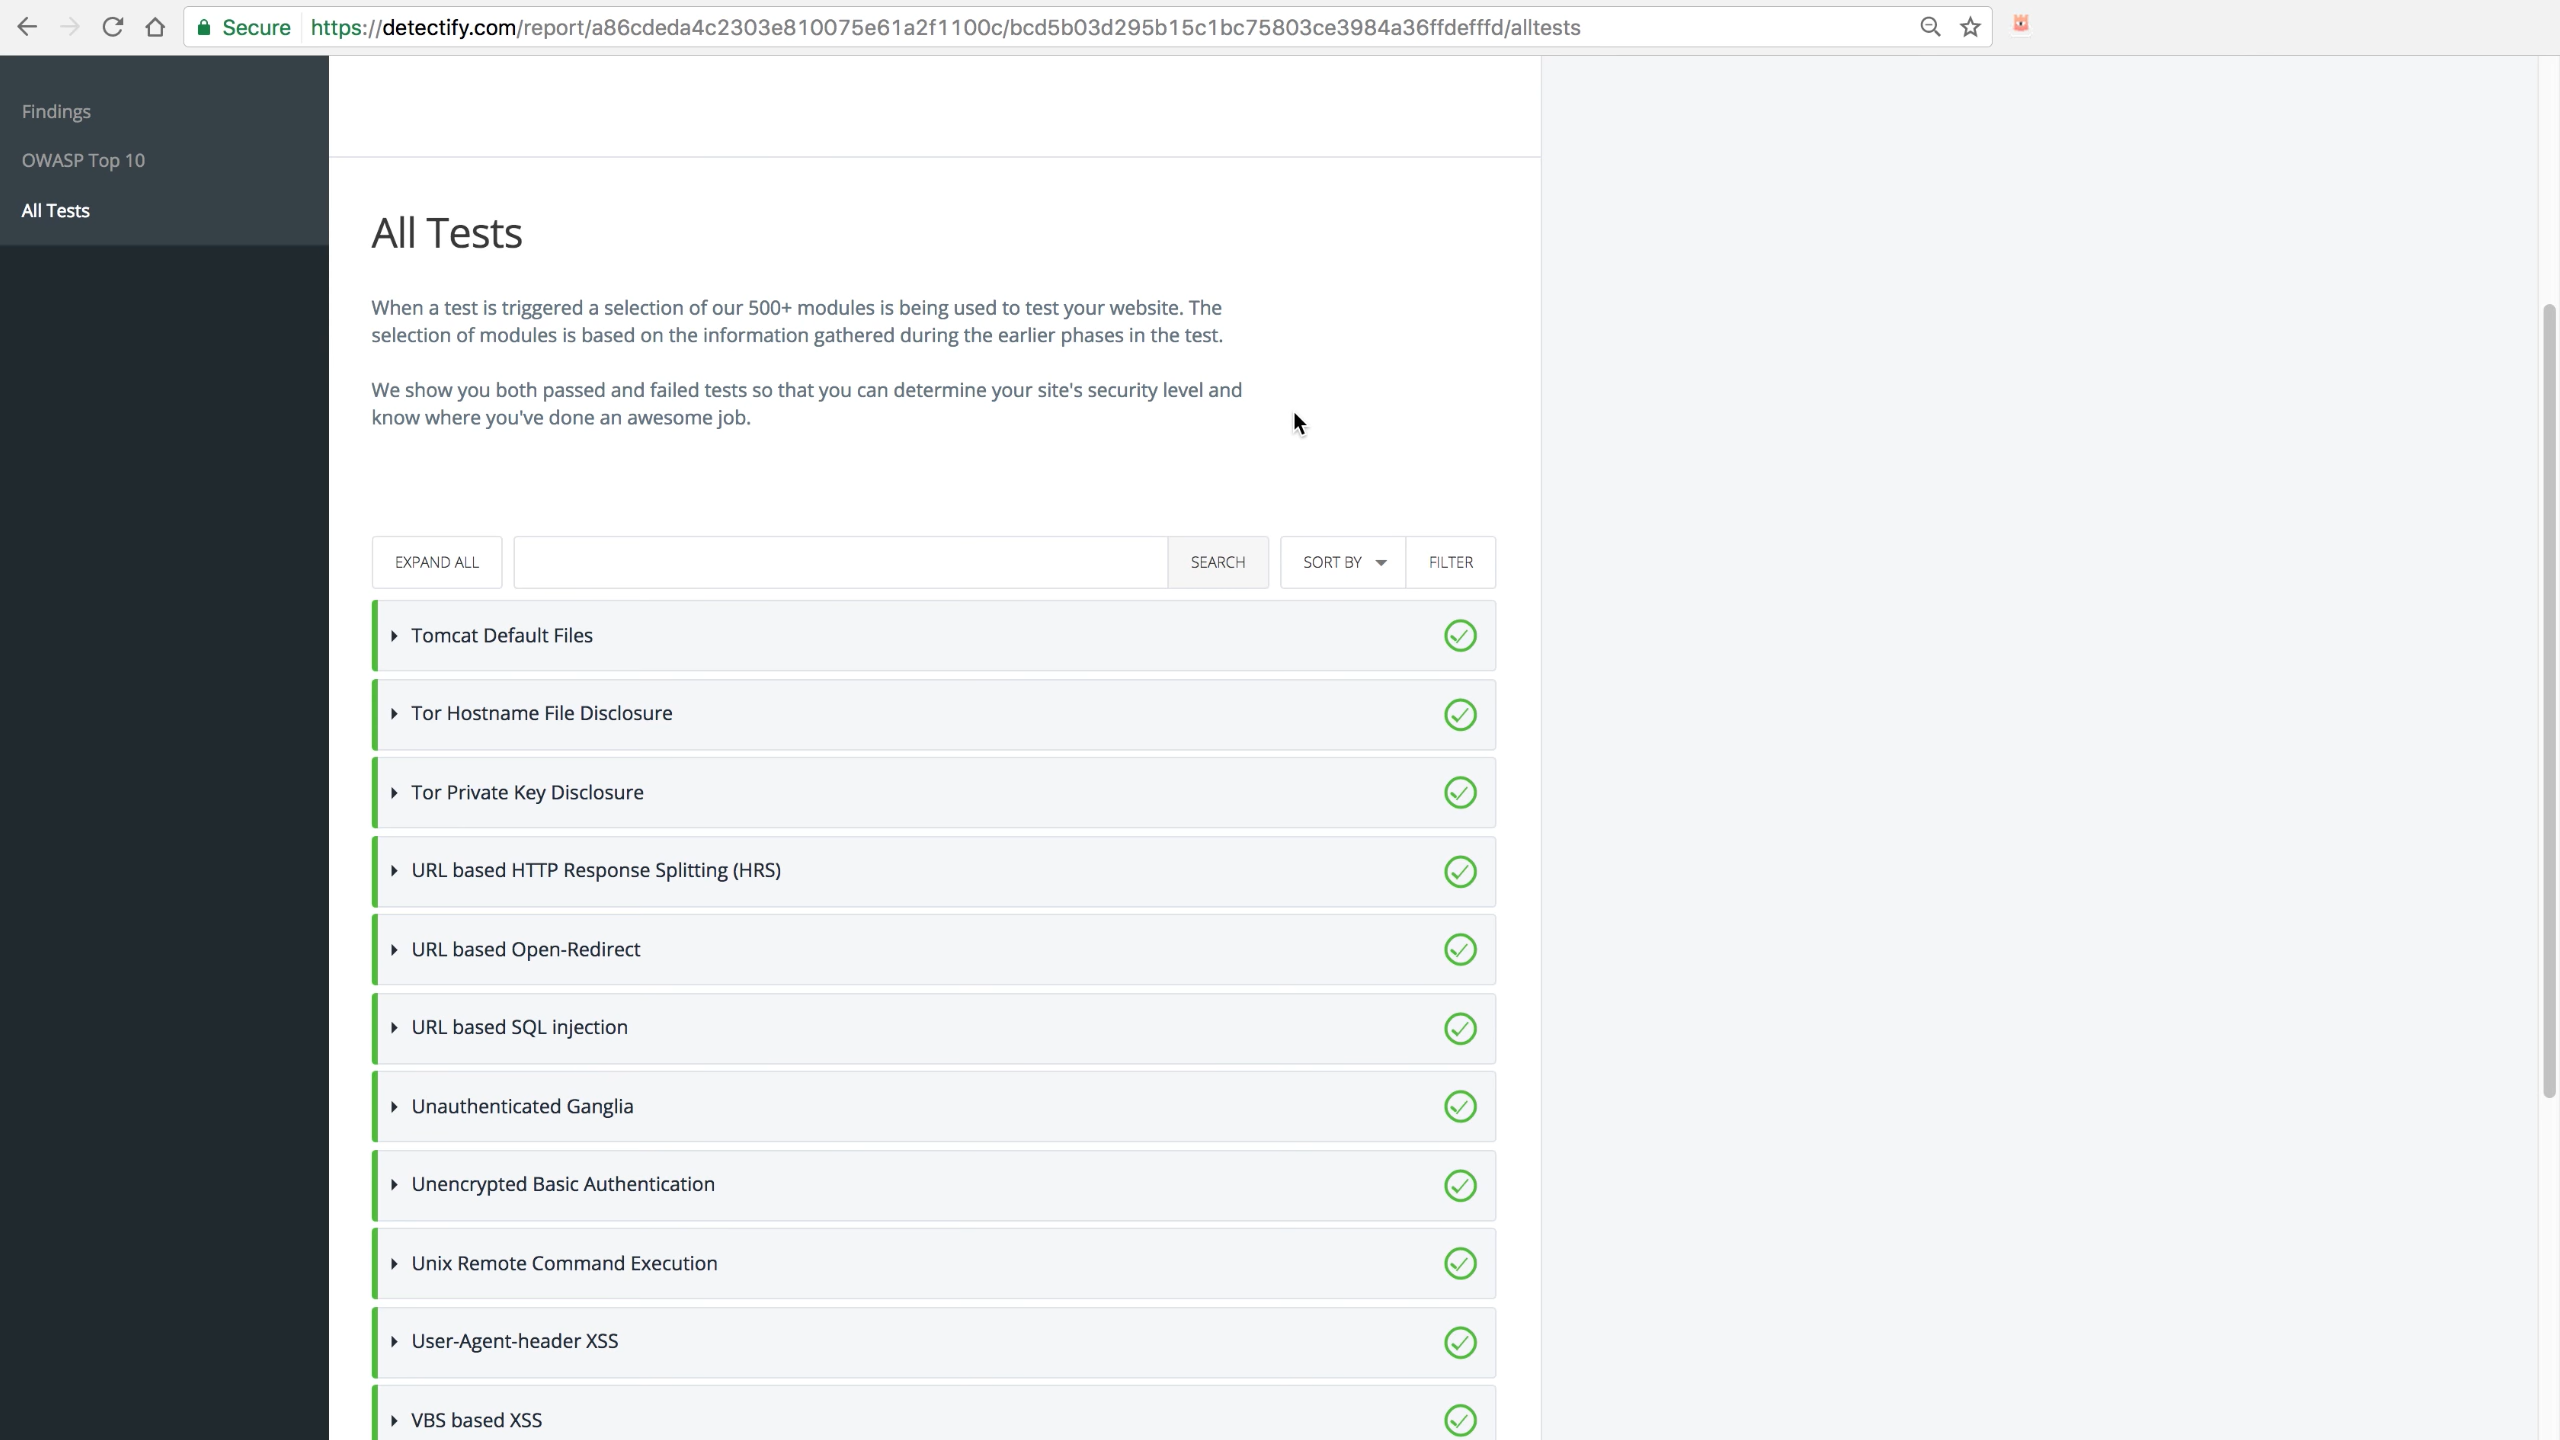 Secure https://detectify.com/report/a86cdeda4c2303e810075e61a2f1100c/bcd5b03d295b15c1bc75803ce3984a36ffdefffd/alltests
Findings
OWASP Top 10
All Tests
All Tests
When a test is triggered a selection of our 500+ modules is being used to test your website. The
selection of modules is based on the information gathered during the earlier phases in the test.
We show you both passed and failed tests so that you can determine your site's security level and
know where you've done an awesome job.
EXPAND ALL SEARCH SORT BY FILTER
Tomcat Default Files
Tor Hostname File Disclosure
Tor Private Key Disclosure
URL based HTTP Response Splitting (HRS)
URL based Open-Redirect
URL based SQL injection
Unauthenticated Ganglia
Unencrypted Basic Authentication
Unix Remote Command Execution
User-Agent-header XSS
VBS based XSS